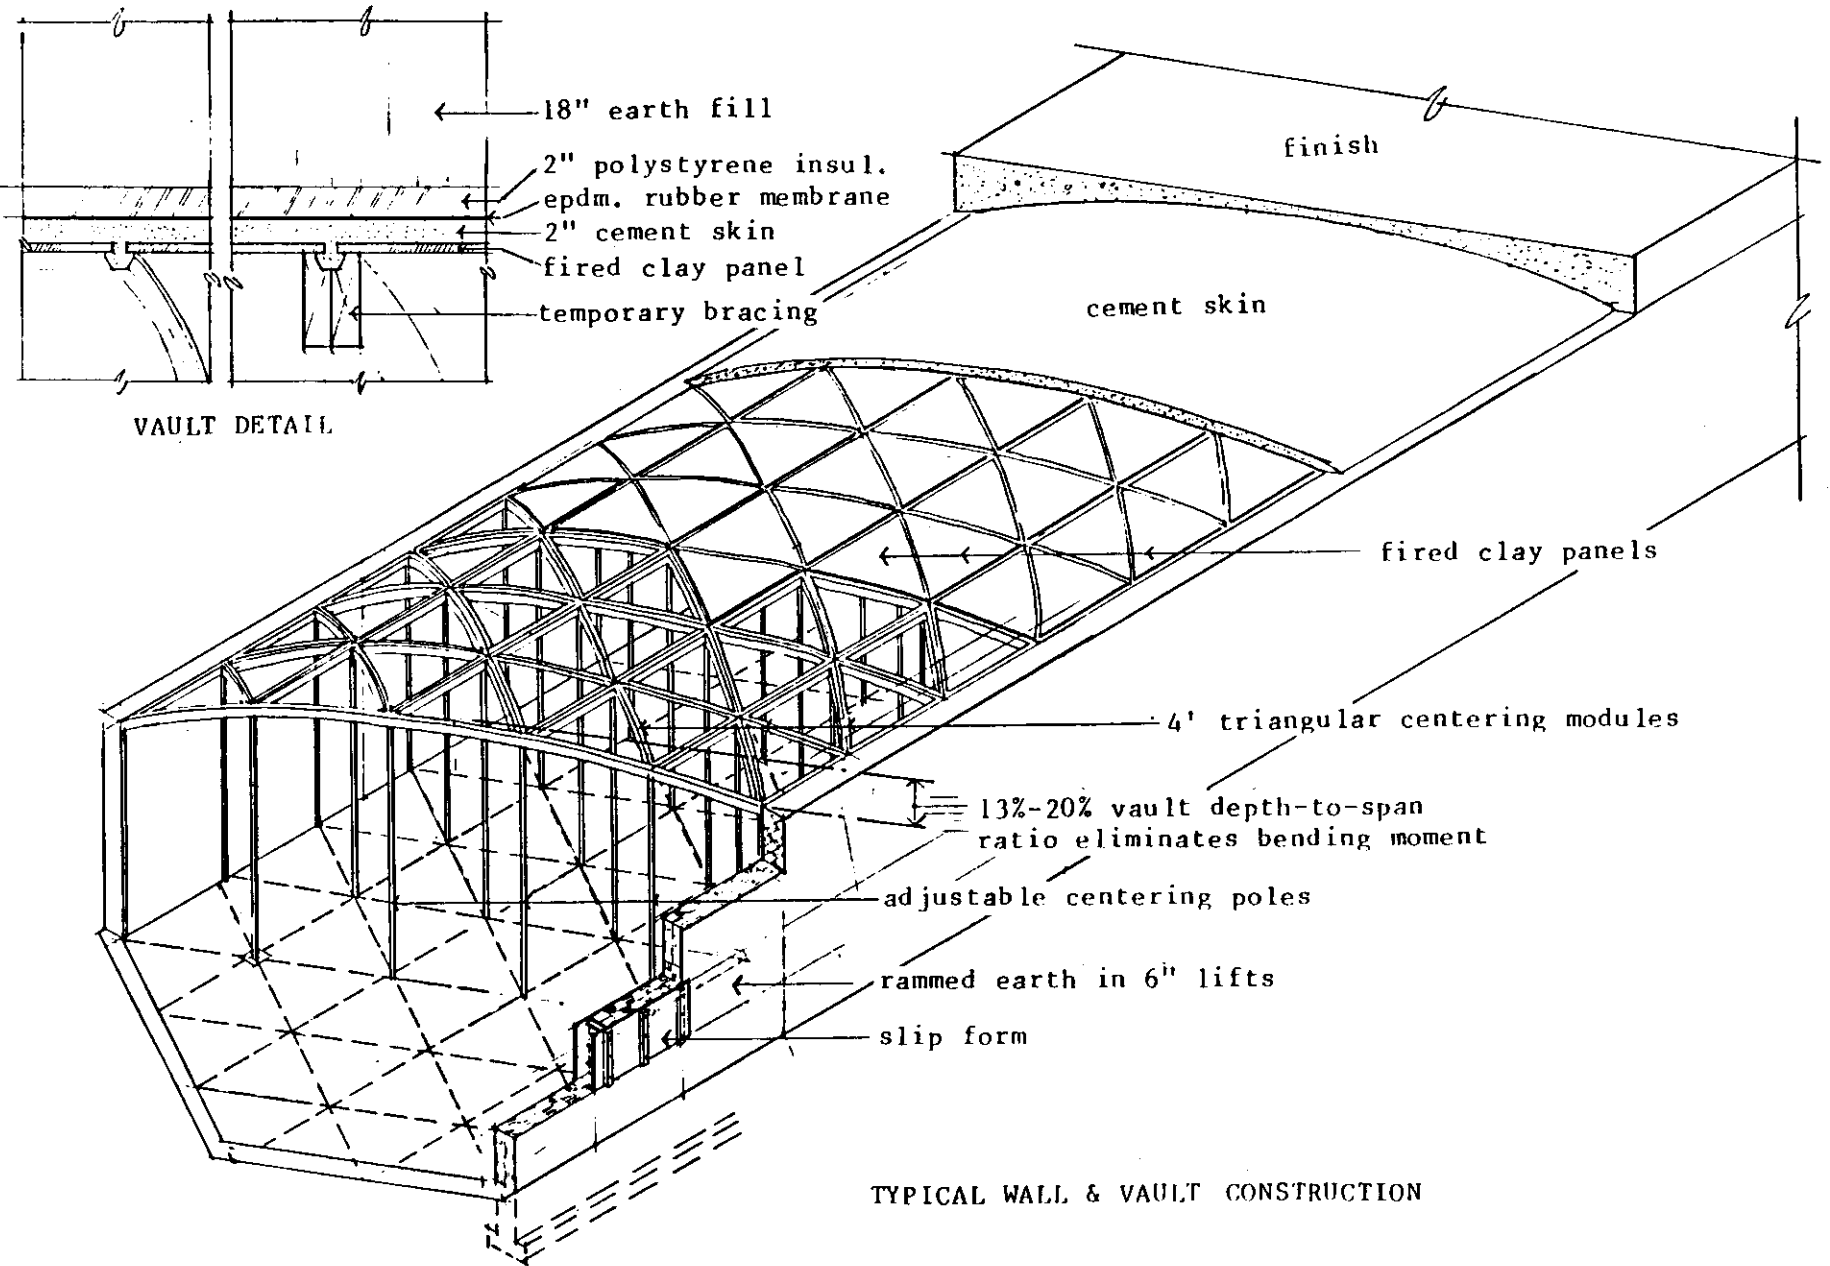 18" earth fill
2" polystyrene insul.
epdm. rubber membrane
2" cement skin
fired clay panel
temporary bracing
VAULT DETAIL
finish
cement skin
fired clay panels
4' triangular centering modules
13%-20% vault depth-to-span
ratio eliminates bending moment
adjustable centering poles
rammed earth in 6" lifts
slip form
TYPICAL WALL & VAULT CONSTRUCTION